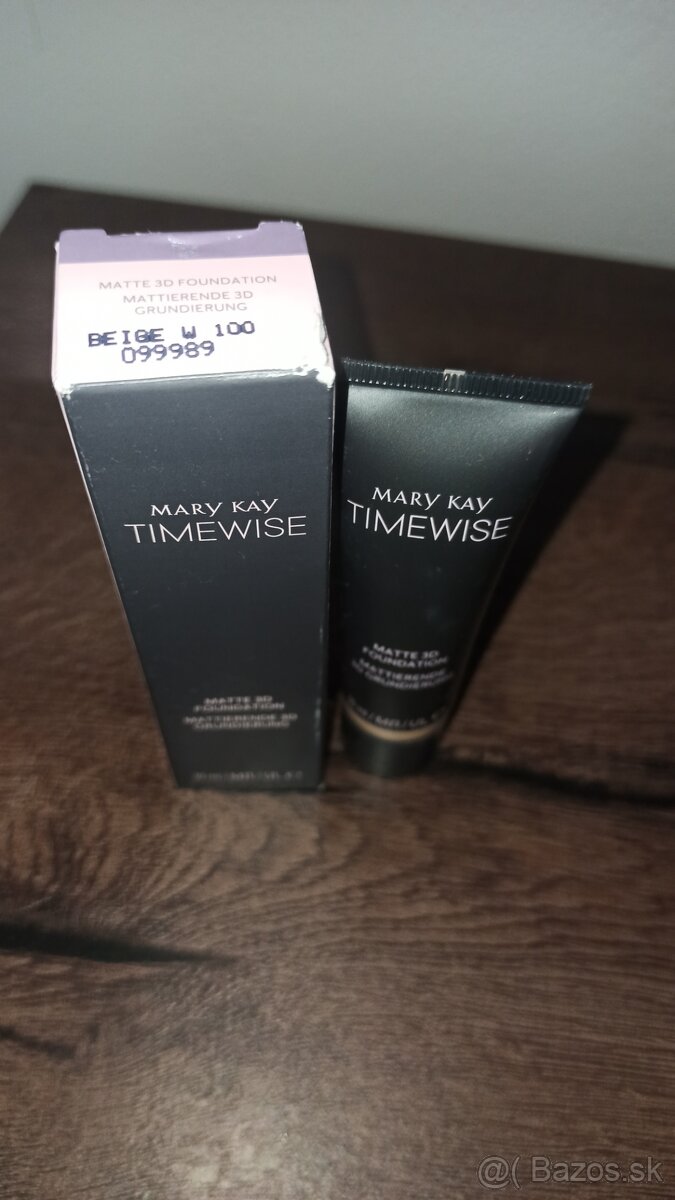 MATTE 3D FOUNDATION
MATTIERENDE 3D
GRUNDIERUNG
BEIGE W 100
099989
MARY KAY
TIMEWISE
MATTE 3D
FOUNDATION
MATTIERENDE 3D
GRUNDIERUNG
MARY KAY
TIMEWISE
MATTE 3D
FOUNDATION
MATTIERENDE
3D GRUNDIERUNG
@( Bazos.sk